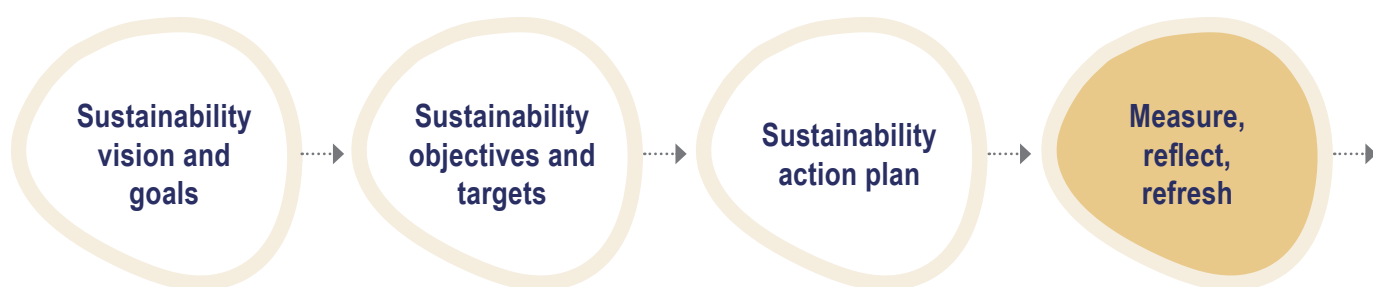 Sustainability
vision and
goals
Sustainability
objectives and
targets
Sustainability
action plan
Measure,
reflect,
refresh